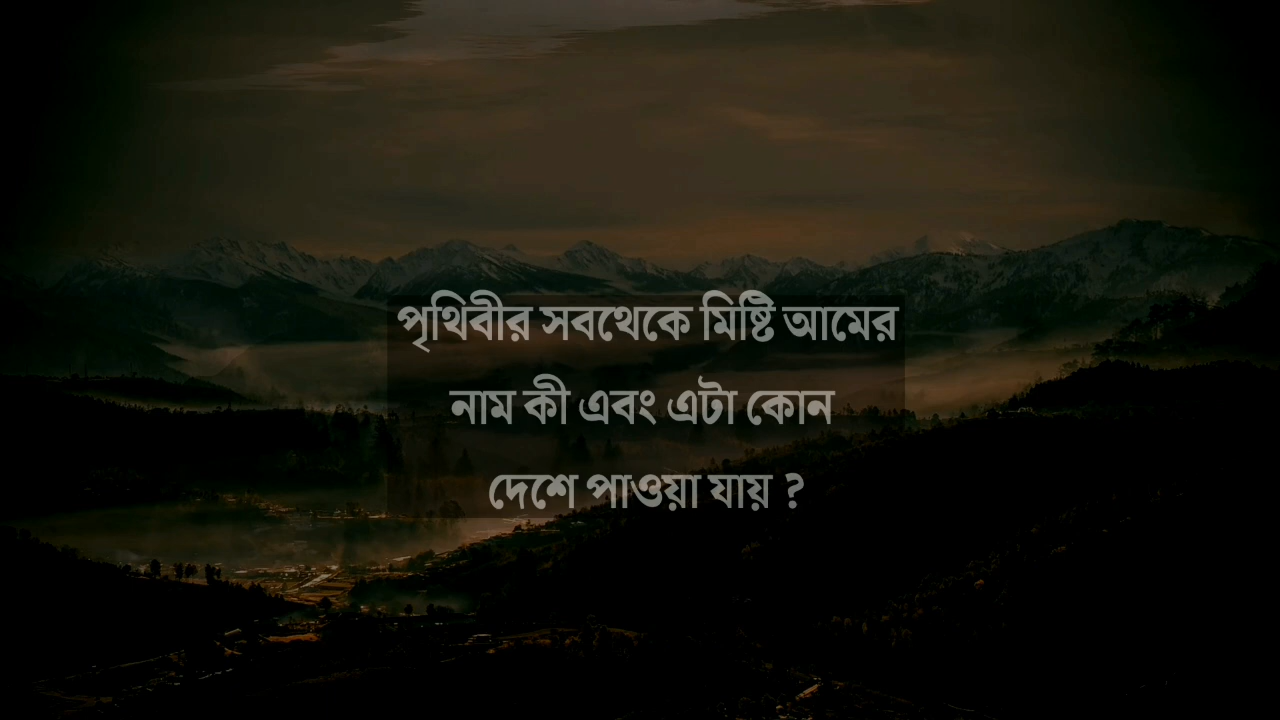 পৃথিবীর সবথেকে মিষ্টি আমের
নাম কী এবং এটা কোন
দেশে পাওয়া যায় ?